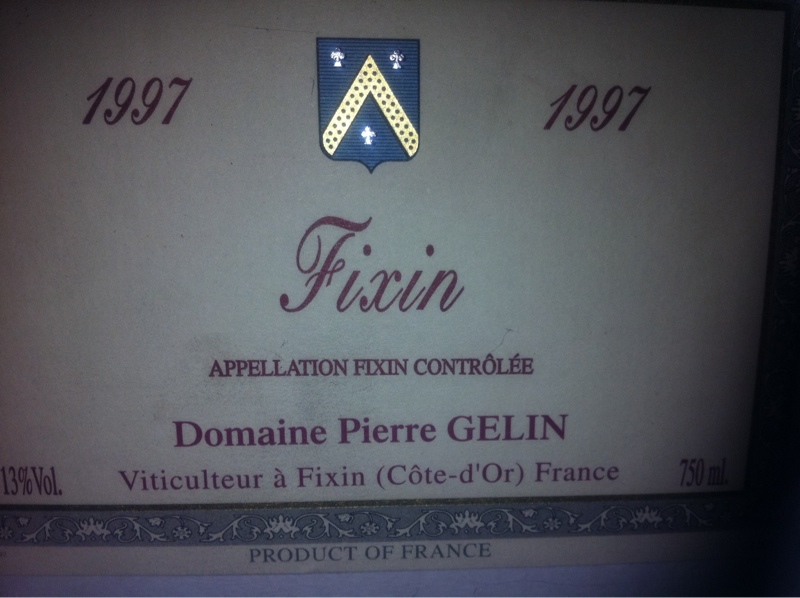 1997 1997
Fixin
APPELLATION FIXIN CONTRÔLÉE
Domaine Pierre GELIN
13% Vol. Viticulteur à Fixin (Côte-d'Or) France 750 ml.
PRODUCT OF FRANCE